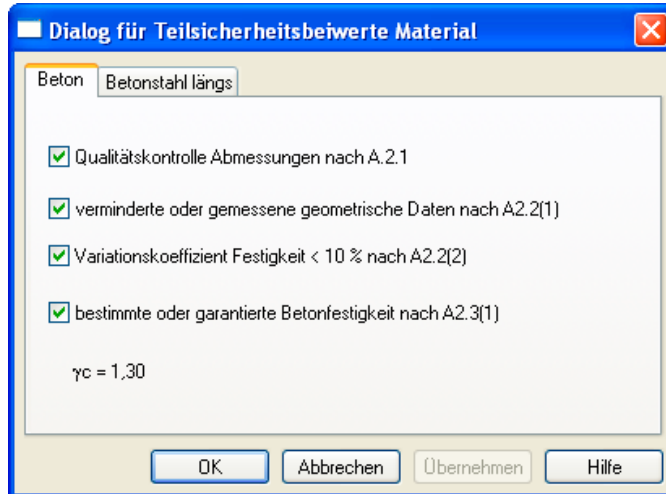 Dialog für Teilsicherheitsbeiwerte Material
Beton Betonstahl längs
Qualitätskontrolle Abmessungen nach A.2.1
verminderte oder gemessene geometrische Daten nach A2.2(1)
Variationskoeffizient Festigkeit < 10 % nach A2.2(2)
bestimmte oder garantierte Betonfestigkeit nach A2.3(1)
γc = 1,30
OK Abbrechen Übernehmen Hilfe